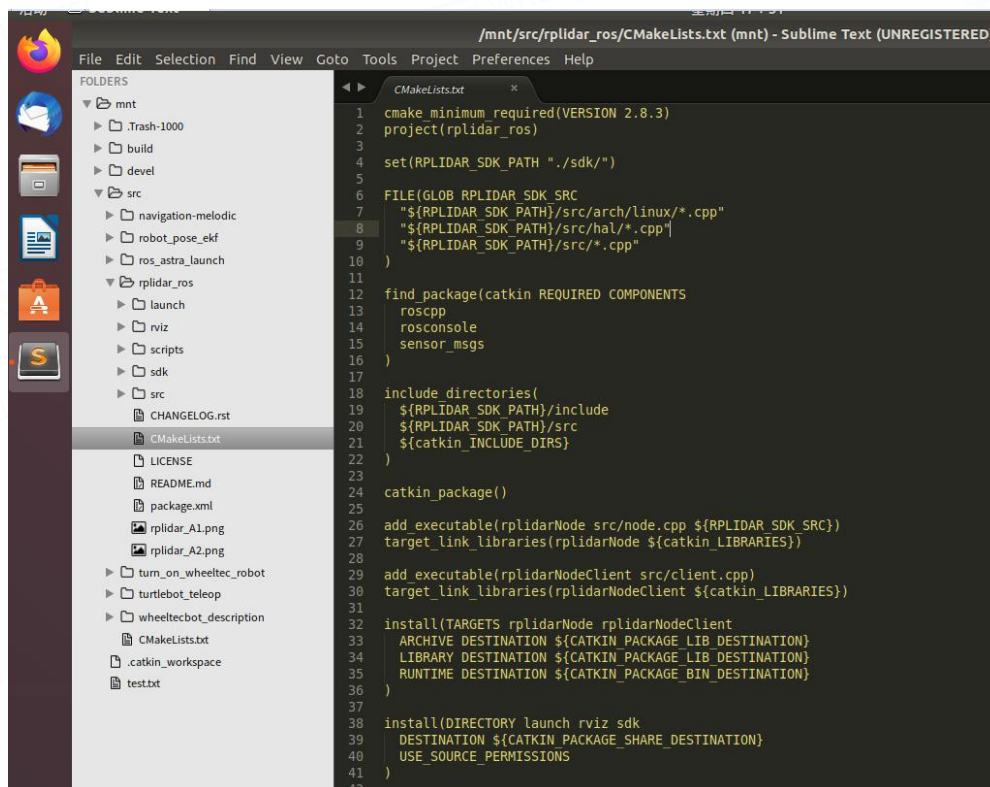 /mnt/src/rplidar_ros/CMakeLists.txt (mnt) - Sublime Text (UNREGISTERED
File Edit Selection Find View Goto Tools Project Preferences Help
FOLDERS
mnt
.Trash-1000
build
devel
src
navigation-melodic
robot_pose_ekf
ros_astra_launch
rplidar_ros
launch
rviz
scripts
sdk
src
CHANGELOG.rst
CMakeLists.txt
LICENSE
README.md
package.xml
rplidar_A1.png
rplidar_A2.png
turn_on_wheeltec_robot
turtlebot_teleop
wheeltecbot_description
CMakeLists.txt
.catkin_workspace
test.txt
CMakeLists.txt ×
1 cmake_minimum_required(VERSION 2.8.3)
2 project(rplidar_ros)
3
4 set(RPLIDAR_SDK_PATH "./sdk/")
5
6 FILE(GLOB RPLIDAR_SDK_SRC
7 "${RPLIDAR_SDK_PATH}/src/arch/linux/*.cpp"
8 "${RPLIDAR_SDK_PATH}/src/hal/*.cpp"
9 "${RPLIDAR_SDK_PATH}/src/*.cpp"
10 )
11
12 find_package(catkin REQUIRED COMPONENTS
13 roscpp
14 rosconsole
15 sensor_msgs
16 )
17
18 include_directories(
19 ${RPLIDAR_SDK_PATH}/include
20 ${RPLIDAR_SDK_PATH}/src
21 ${catkin_INCLUDE_DIRS}
22 )
23
24 catkin_package()
25
26 add_executable(rplidarNode src/node.cpp ${RPLIDAR_SDK_SRC})
27 target_link_libraries(rplidarNode ${catkin_LIBRARIES})
28
29 add_executable(rplidarNodeClient src/client.cpp)
30 target_link_libraries(rplidarNodeClient ${catkin_LIBRARIES})
31
32 install(TARGETS rplidarNode rplidarNodeClient
33 ARCHIVE DESTINATION ${CATKIN_PACKAGE_LIB_DESTINATION}
34 LIBRARY DESTINATION ${CATKIN_PACKAGE_LIB_DESTINATION}
35 RUNTIME DESTINATION ${CATKIN_PACKAGE_BIN_DESTINATION}
36 )
37
38 install(DIRECTORY launch rviz sdk
39 DESTINATION ${CATKIN_PACKAGE_SHARE_DESTINATION}
40 USE_SOURCE_PERMISSIONS
41 )